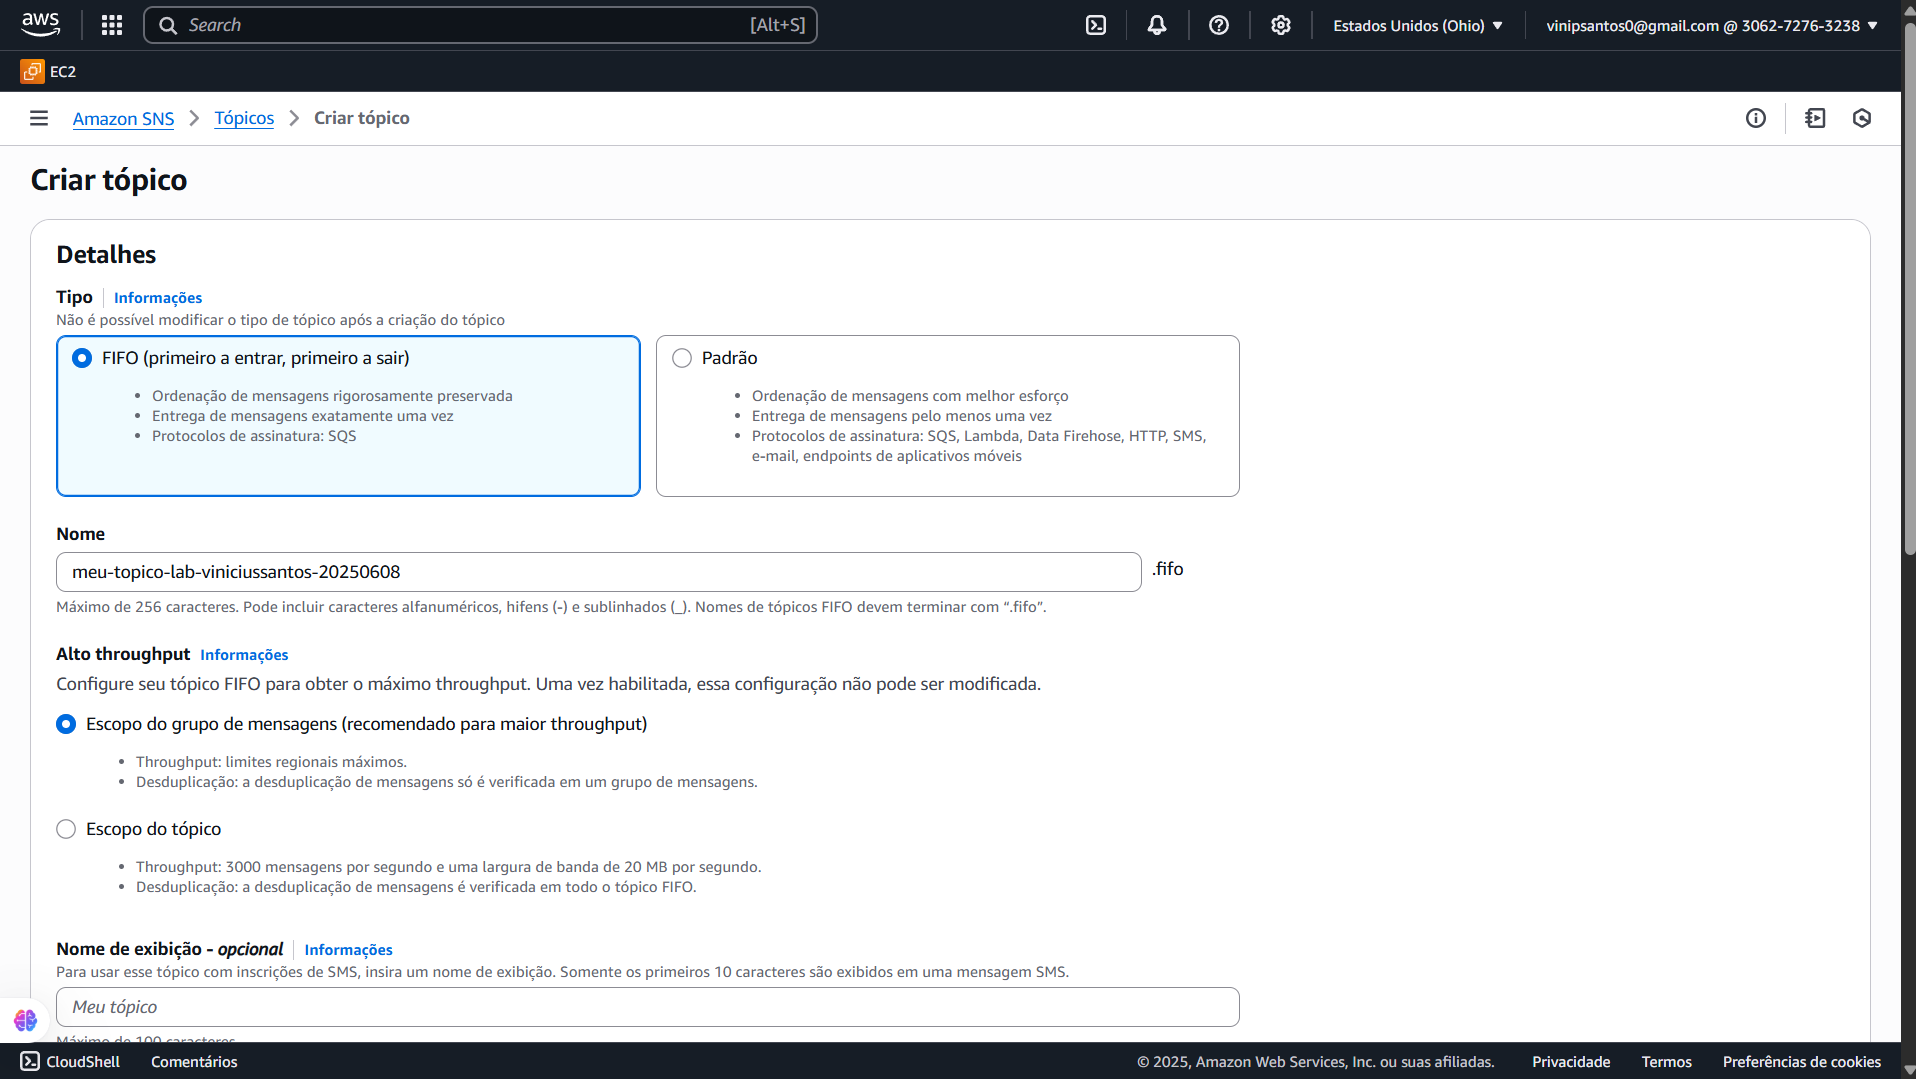 aws
Search
[Alt+S]
Estados Unidos (Ohio)
vinipsantos0@gmail.com @ 3062-7276-3238
EC2
Amazon SNS > Tópicos > Criar tópico
Criar tópico
Detalhes
Tipo | Informações
Não é possível modificar o tipo de tópico após a criação do tópico
FIFO (primeiro a entrar, primeiro a sair)
• Ordenação de mensagens rigorosamente preservada
• Entrega de mensagens exatamente uma vez
• Protocolos de assinatura: SQS
Padrão
• Ordenação de mensagens com melhor esforço
• Entrega de mensagens pelo menos uma vez
• Protocolos de assinatura: SQS, Lambda, Data Firehose, HTTP, SMS,
e-mail, endpoints de aplicativos móveis
Nome
meu-topico-lab-viniciussantos-20250608
.fifo
Máximo de 256 caracteres. Pode incluir caracteres alfanuméricos, hifens (-) e sublinhados (_). Nomes de tópicos FIFO devem terminar com “.fifo”.
Alto throughput Informações
Configure seu tópico FIFO para obter o máximo throughput. Uma vez habilitada, essa configuração não pode ser modificada.
Escopo do grupo de mensagens (recomendado para maior throughput)
• Throughput: limites regionais máximos.
• Desduplicação: a desduplicação de mensagens só é verificada em um grupo de mensagens.
Escopo do tópico
• Throughput: 3000 mensagens por segundo e uma largura de banda de 20 MB por segundo.
• Desduplicação: a desduplicação de mensagens é verificada em todo o tópico FIFO.
Nome de exibição - opcional | Informações
Para usar esse tópico com inscrições de SMS, insira um nome de exibição. Somente os primeiros 10 caracteres são exibidos em uma mensagem SMS.
Meu tópico
Máximo de 100 caracteres.
CloudShell
Comentários
© 2025, Amazon Web Services, Inc. ou suas afiliadas.
Privacidade
Termos
Preferências de cookies